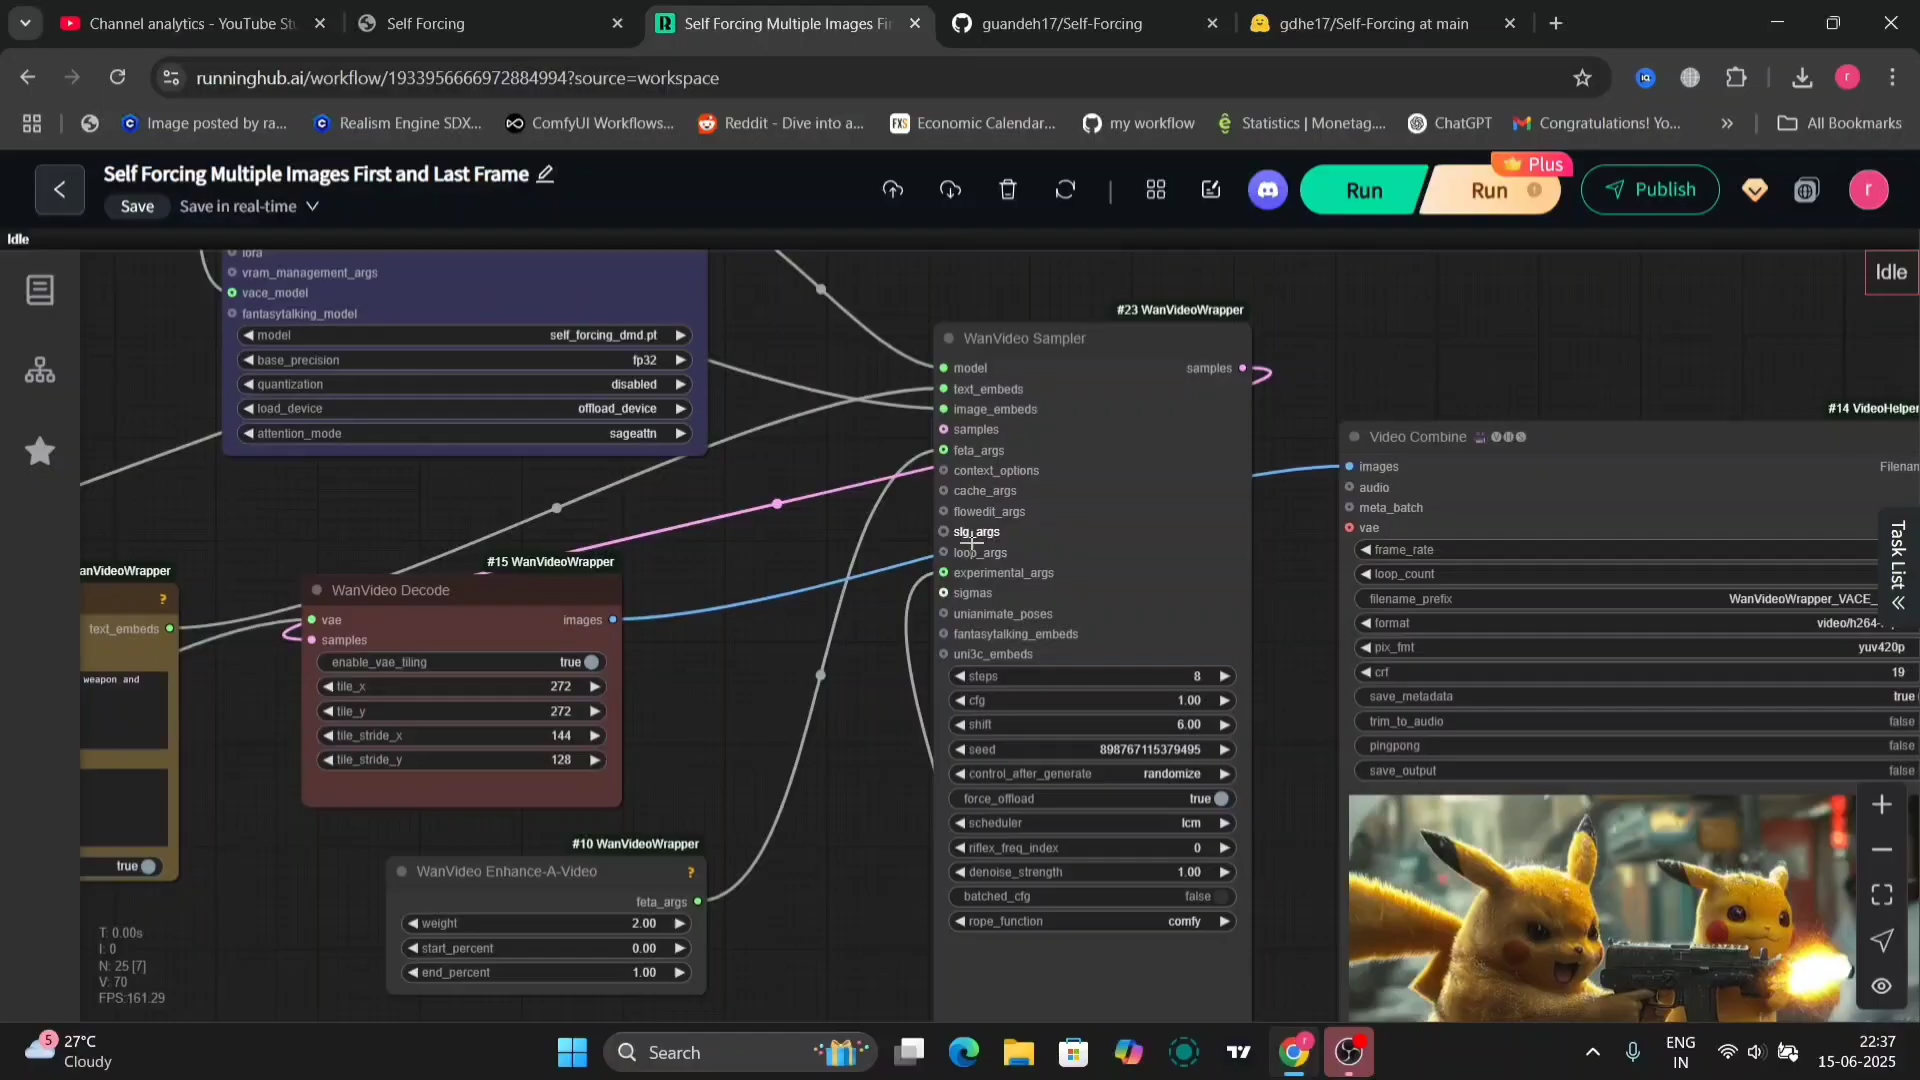 Channel analytics - YouTube Stu
Self Forcing
Self Forcing Multiple Images Fi
guandeh17/Self-Forcing
gdhe17/Self-Forcing at main
runninghub.ai/workflow/1933956666972884994?source=workspace
Image posted by ra...
Realism Engine SDX...
ComfyUI Workflows...
Reddit - Dive into a...
Economic Calendar...
my workflow
Statistics | Monetag,...
ChatGPT
Congratulations! Yo...
All Bookmarks
Self Forcing Multiple Images First and Last Frame
Save
Save in real-time
Run
Run
Plus
Publish
Idle
Idle
lora
vram_management_args
vace_model
fantasytalking_model
model self_forcing_dmd.pt
base_precision fp32
quantization disabled
load_device offload_device
attention_mode sageattn
#23 WanVideoWrapper
WanVideo Sampler
model samples
text_embeds
image_embeds
samples
feta_args
context_options
cache_args
flowedit_args
slg_args
loop_args
experimental_args
sigmas
unianimate_poses
fantasytalking_embeds
uni3c_embeds
steps 8
cfg 1.00
shift 6.00
seed 898767115379495
control_after_generate randomize
force_offload true
scheduler lcm
riflex_freq_index 0
denoise_strength 1.00
batched_cfg false
rope_function comfy
#14 VideoHelper
Video Combine VHS
images Filenan
audio
meta_batch
vae
frame_rate
loop_count
filename_prefix WanVideoWrapper_VACE_
format video/h264-
pix_fmt yuv420p
crf 19
save_metadata true
trim_to_audio false
pingpong false
save_output false
Task List
#15 WanVideoWrapper
WanVideo Decode
vae images
samples
enable_vae_tiling true
tile_x 272
tile_y 272
tile_stride_x 144
tile_stride_y 128
anVideoWrapper
?
text_embeds
weapon and
true
#10 WanVideoWrapper
WanVideo Enhance-A-Video ?
feta_args
weight 2.00
start_percent 0.00
end_percent 1.00
T: 0.00s
I: 0
N: 25 [7]
V: 70
FPS:161.29
5
27°C
Cloudy
Search
ENG
IN
22:37
15-06-2025